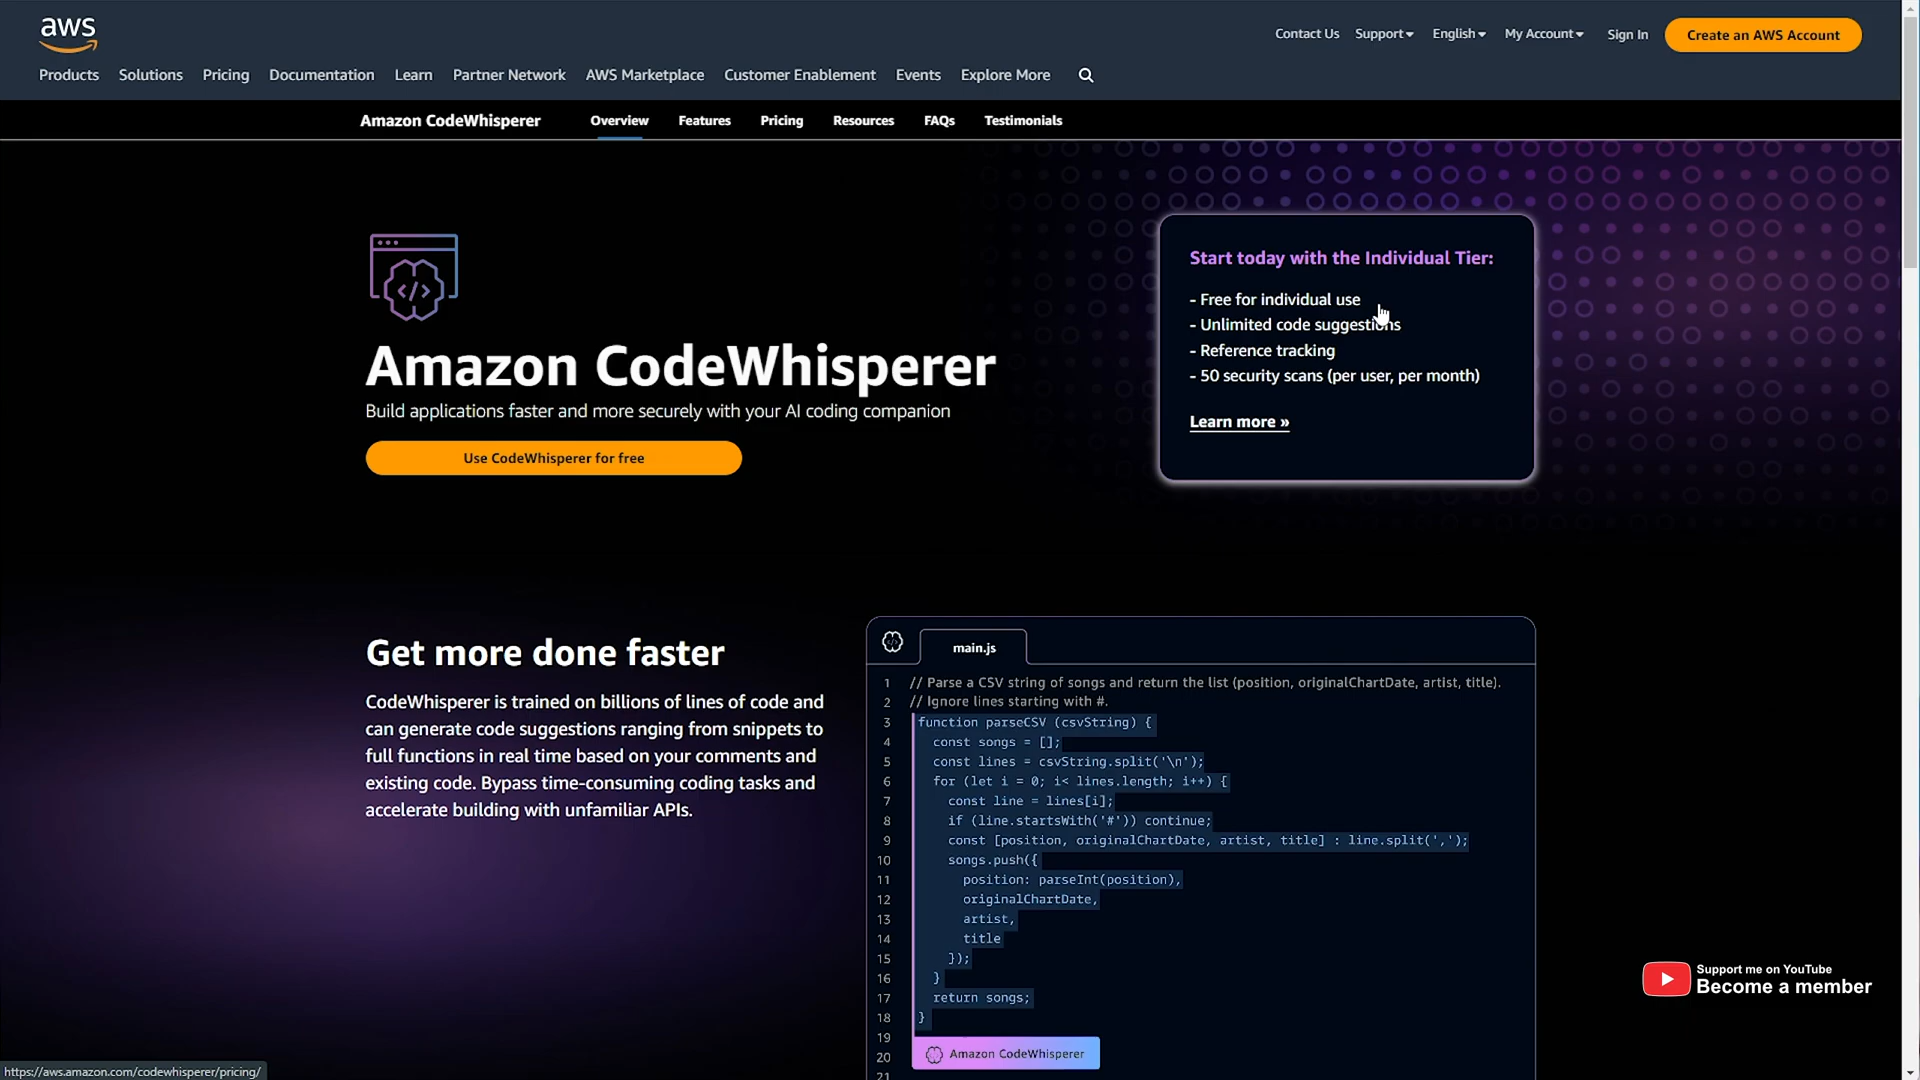 aws
Contact Us Support English My Account Sign In Create an AWS Account
Products Solutions Pricing Documentation Learn Partner Network AWS Marketplace Customer Enablement Events Explore More
Amazon CodeWhisperer Overview Features Pricing Resources FAQs Testimonials
Start today with the Individual Tier:
- Free for individual use
- Unlimited code suggestions
- Reference tracking
- 50 security scans (per user, per month)
Learn more »
</>
Amazon CodeWhisperer
Build applications faster and more securely with your AI coding companion
Use CodeWhisperer for free
Get more done faster
CodeWhisperer is trained on billions of lines of code and
can generate code suggestions ranging from snippets to
full functions in real time based on your comments and
existing code. Bypass time-consuming coding tasks and
accelerate building with unfamiliar APIs.
main.js
1 // Parse a CSV string of songs and return the list (position, originalChartDate, artist, title).
2 // Ignore lines starting with #.
3 function parseCSV (csvString) {
4 const songs = [];
5 const lines = csvString.split('\n');
6 for (let i = 0; i< lines.length; i++) {
7 const line = lines[i];
8 if (line.startsWith('#')) continue;
9 const [position, originalChartDate, artist, title] : line.split(',');
10 songs.push({
11 position: parseInt(position),
12 originalChartDate,
13 artist,
14 title
15 });
16 }
17 return songs;
18 }
19
20 Amazon CodeWhisperer
21
Support me on YouTube
Become a member
https://aws.amazon.com/codewhisperer/pricing/